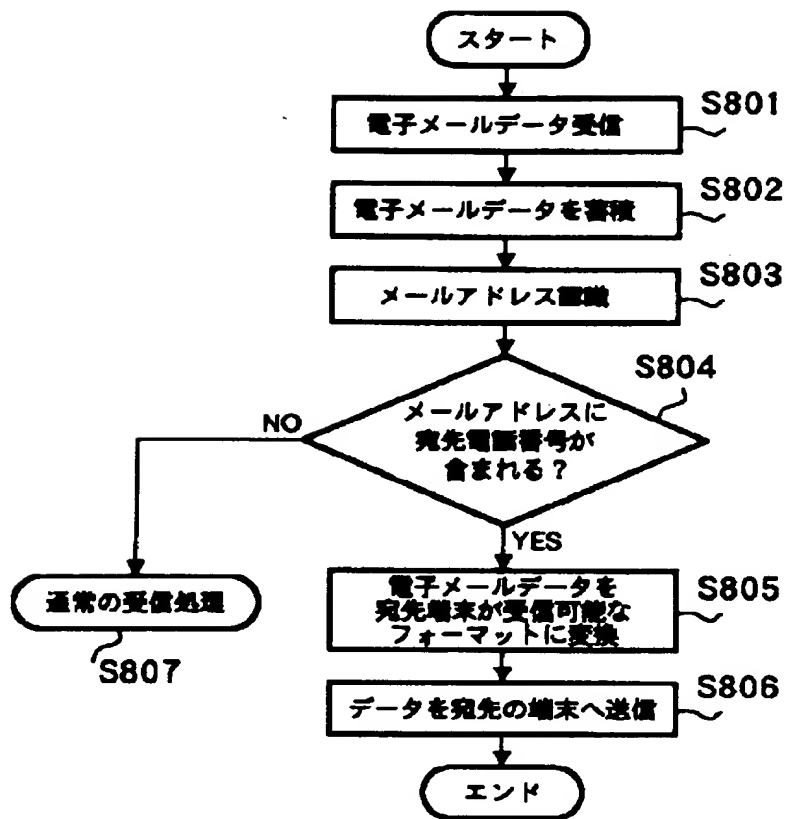 スタート
電子メールデータ受信
S801
電子メールデータを蓄積
S802
メールアドレス認識
S803
S804
メールアドレスに
宛先電話番号が
含まれる？
NO
YES
通常の受信処理
S807
電子メールデータを
宛先端末が受信可能な
フォーマットに変換
S805
データを宛先の端末へ送信
S806
エンド